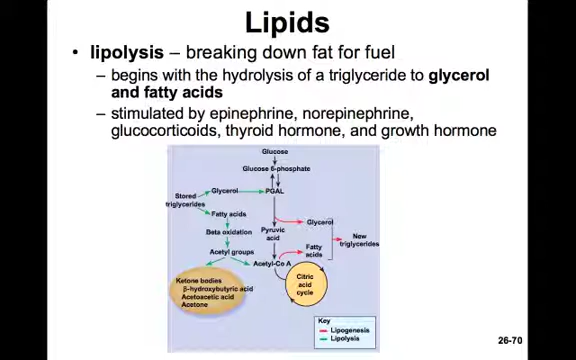 Lipids
• lipolysis – breaking down fat for fuel
– begins with the hydrolysis of a triglyceride to glycerol
and fatty acids
– stimulated by epinephrine, norepinephrine,
glucocorticoids, thyroid hormone, and growth hormone
Glucose
Glucose 6-phosphate
Stored
triglycerides
Glycerol
PGAL
Fatty acids
Glycerol
Beta oxidation
Pyruvic
acid
New
triglycerides
Acetyl groups
Fatty
acids
Acetyl-Co A
Ketone bodies
β-hydroxybutyric acid
Acetoacetic acid
Acetone
Citric
acid
cycle
Key
Lipogenesis
Lipolysis
26-70